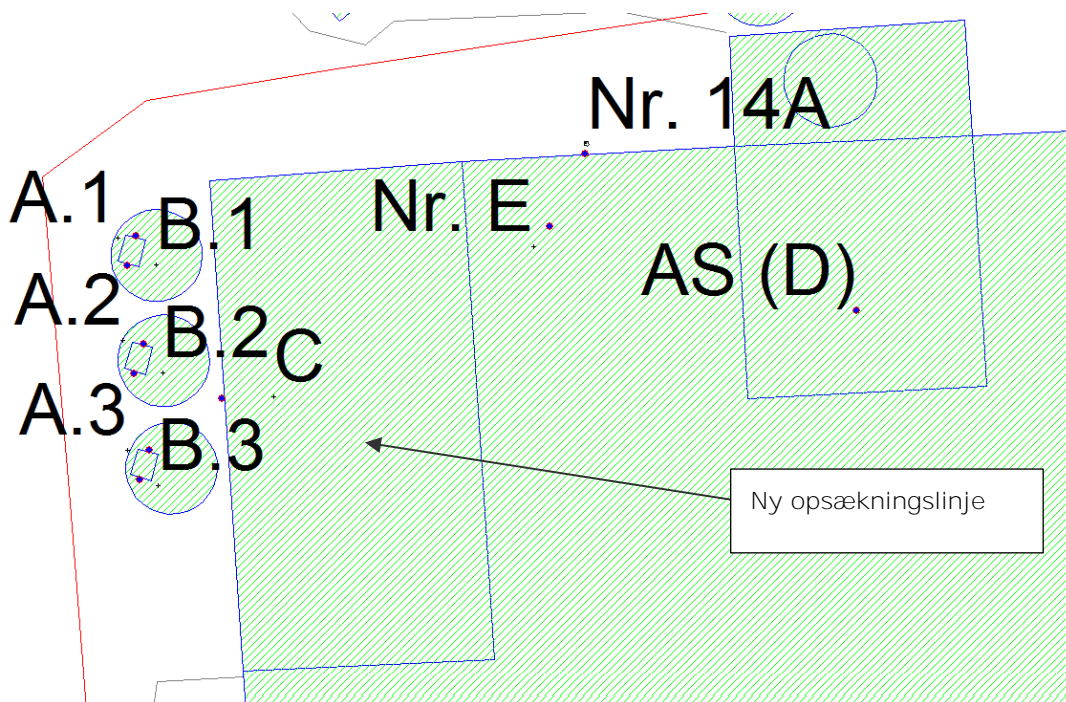 Nr. 14A
A.1
B.1
Nr. E
AS (D)
A.2
B.2
C
A.3
B.3
Ny opsækningslinje